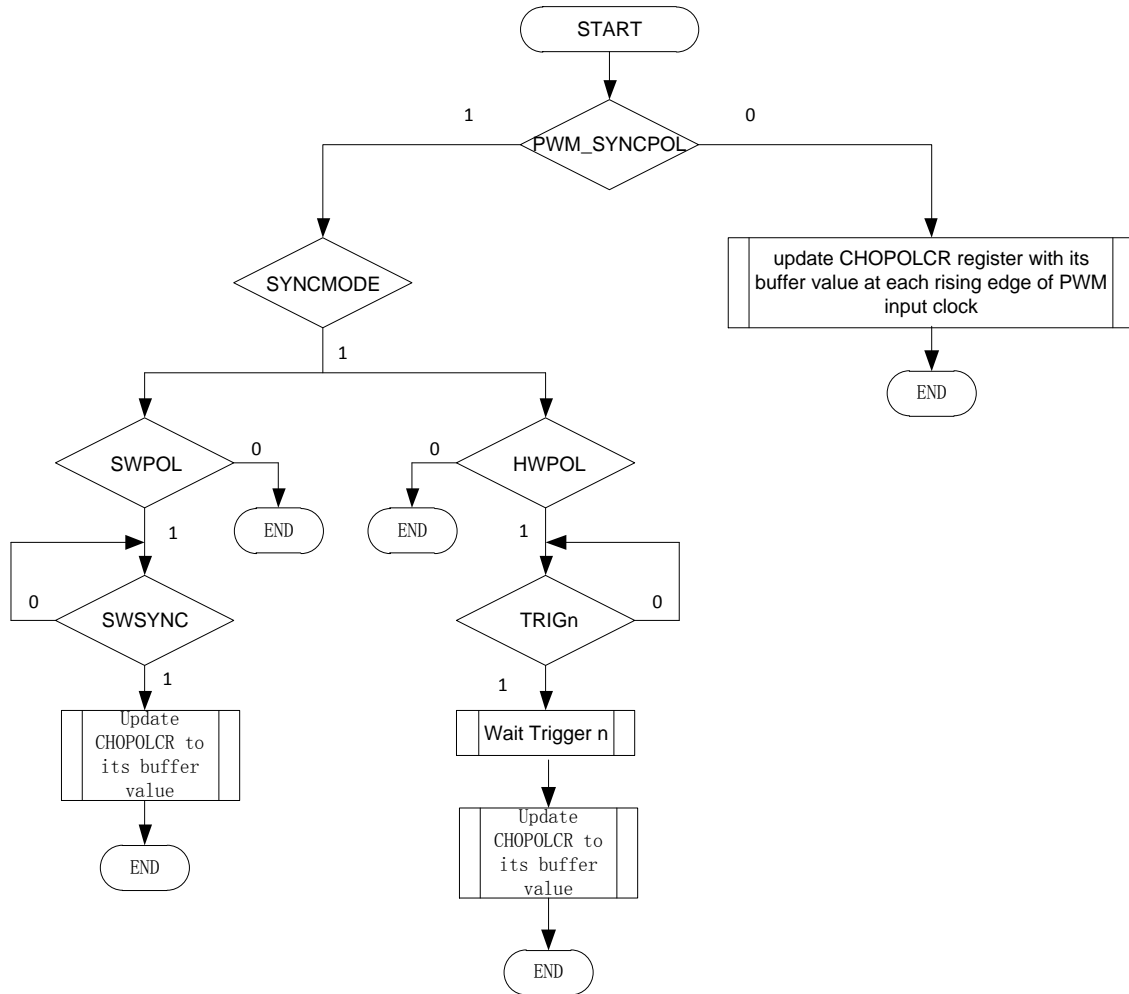 START
1
0
PWM_SYNCPOL
SYNCMODE
update CHOPOLCR register with its
buffer value at each rising edge of PWM
input clock
1
END
SWPOL
0
0
HWPOL
END
END
1
1
0
SWSYNC
TRIGn
0
1
1
Update
CHOPOLCR to
its buffer
value
Wait Trigger n
Update
CHOPOLCR to
its buffer
value
END
END